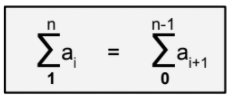 n n-1
∑aᵢ = ∑aᵢ₊₁
1 0